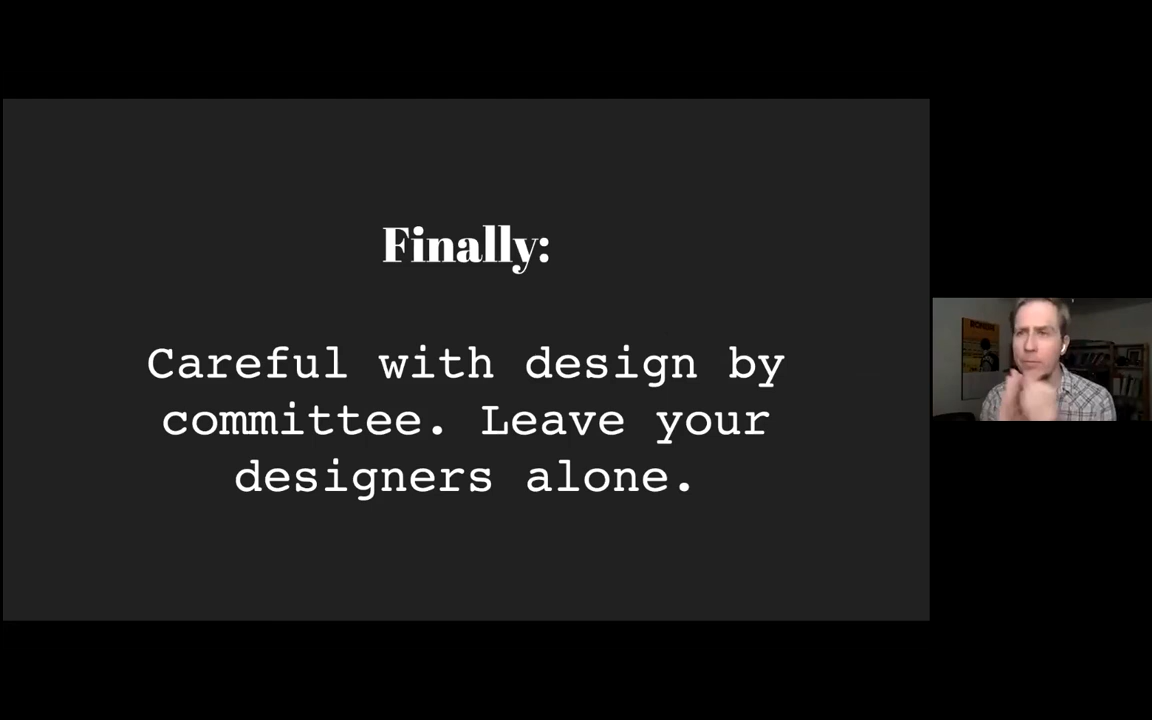 Finally:
Careful with design by
committee. Leave your
designers alone.